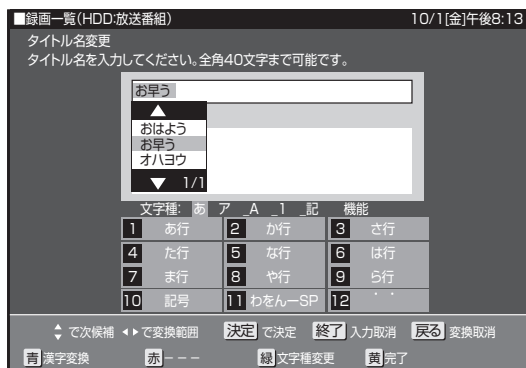 ■録画一覧(HDD:放送番組) 10/1[金]午後8:13
タイトル名変更
タイトル名を入力してください。全角40文字まで可能です。
お早う
▲
おはよう
お早う
オハヨウ
▼ 1/1
文字種: あ ア _A _1 _記 機能
1 あ行 2 か行 3 さ行
4 た行 5 な行 6 は行
7 ま行 8 や行 9 ら行
10 記号 11 わをんーSP 12 ゛゜
で次候補 で変換範囲 決定 で決定 終了 入力取消 戻る 変換取消
青 漢字変換 赤 ーーー 緑 文字種変更 黄 完了